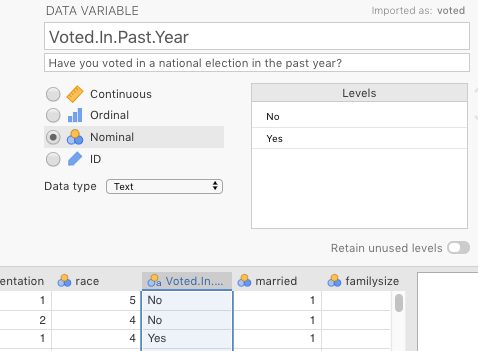 DATA VARIABLE Imported as: voted
Voted.In.Past.Year
Have you voted in a national election in the past year?
Continuous
Ordinal
Nominal
ID
Data type Text
Levels
No
Yes
Retain unused levels
entation race a Voted.In.... married familysize
1 5 No 1
2 4 No 1
1 4 Yes 1